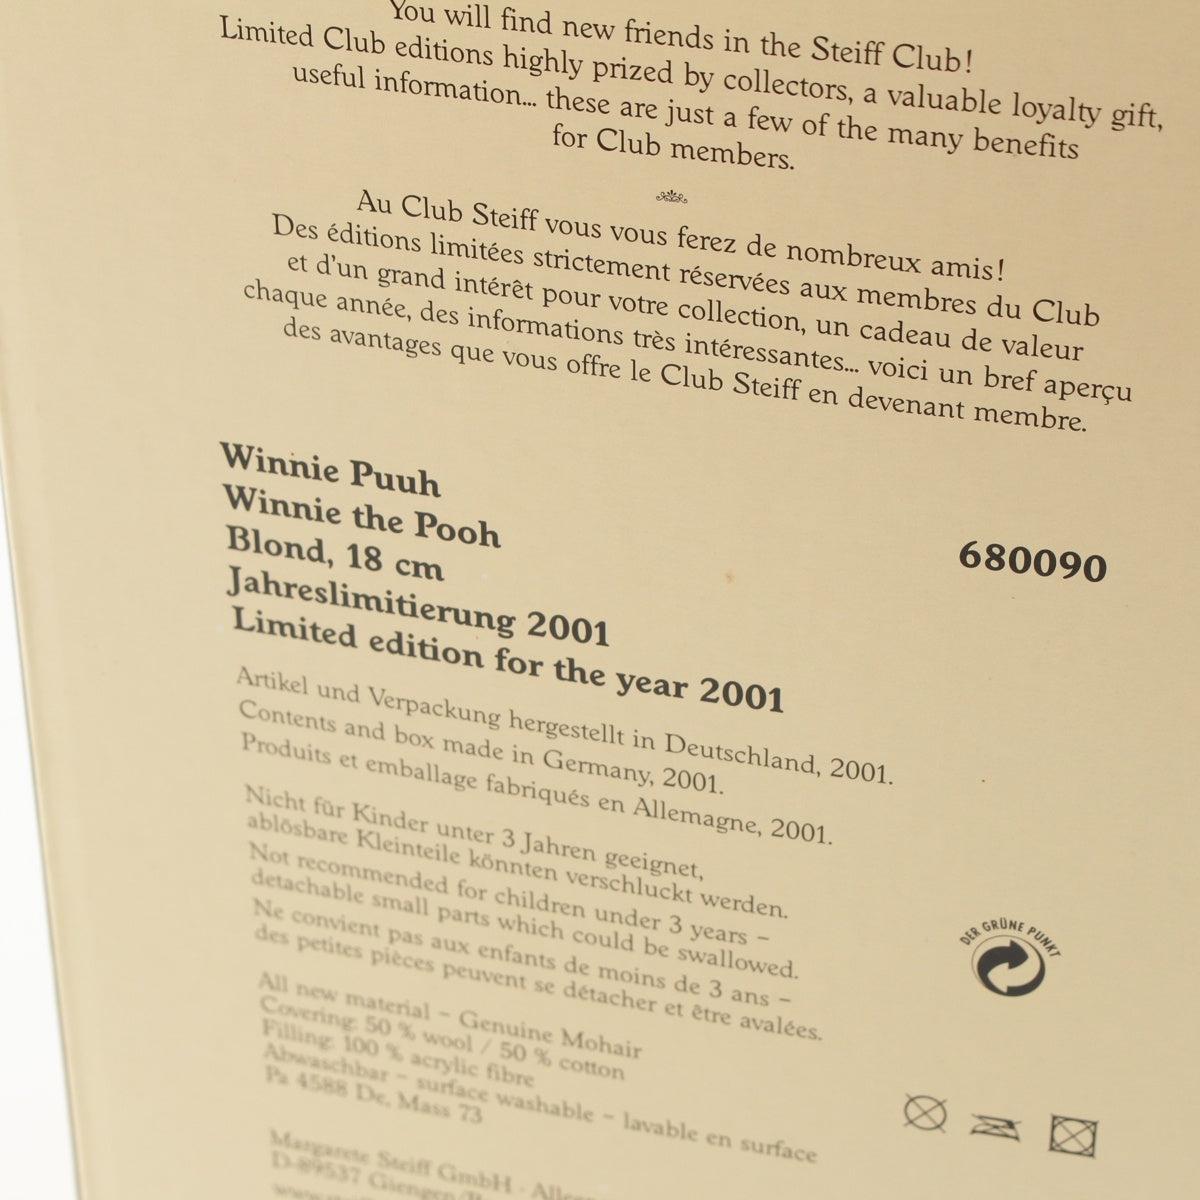 You will find new friends in the Steiff Club!
Limited Club editions highly prized by collectors, a valuable loyalty gift,
useful information... these are just a few of the many benefits
for Club members.
Au Club Steiff vous vous ferez de nombreux amis!
Des éditions limitées strictement réservées aux membres du Club
et d'un grand intérêt pour votre collection, un cadeau de valeur
chaque année, des informations très intéressantes... voici un bref aperçu
des avantages que vous offre le Club Steiff en devenant membre.
Winnie Puuh
Winnie the Pooh
Blond, 18 cm
680090
Jahreslimitierung 2001
Limited edition for the year 2001
Artikel und Verpackung hergestellt in Deutschland, 2001.
Contents and box made in Germany, 2001.
Produits et emballage fabriqués en Allemagne, 2001.
Nicht für Kinder unter 3 Jahren geeignet,
ablösbare Kleinteile könnten verschluckt werden.
Not recommended for children under 3 years –
detachable small parts which could be swallowed.
Ne convient pas aux enfants de moins de 3 ans –
des petites pièces peuvent se détacher et être avalées.
DER GRÜNE PUNKT
All new material – Genuine Mohair
Covering: 50 % wool / 50 % cotton
Filling: 100 % acrylic fibre
Abwaschbar – surface washable – lavable en surface
Pa 4588 De, Mass 73
Margarete Steiff GmbH ·
D-89537 Giengen/